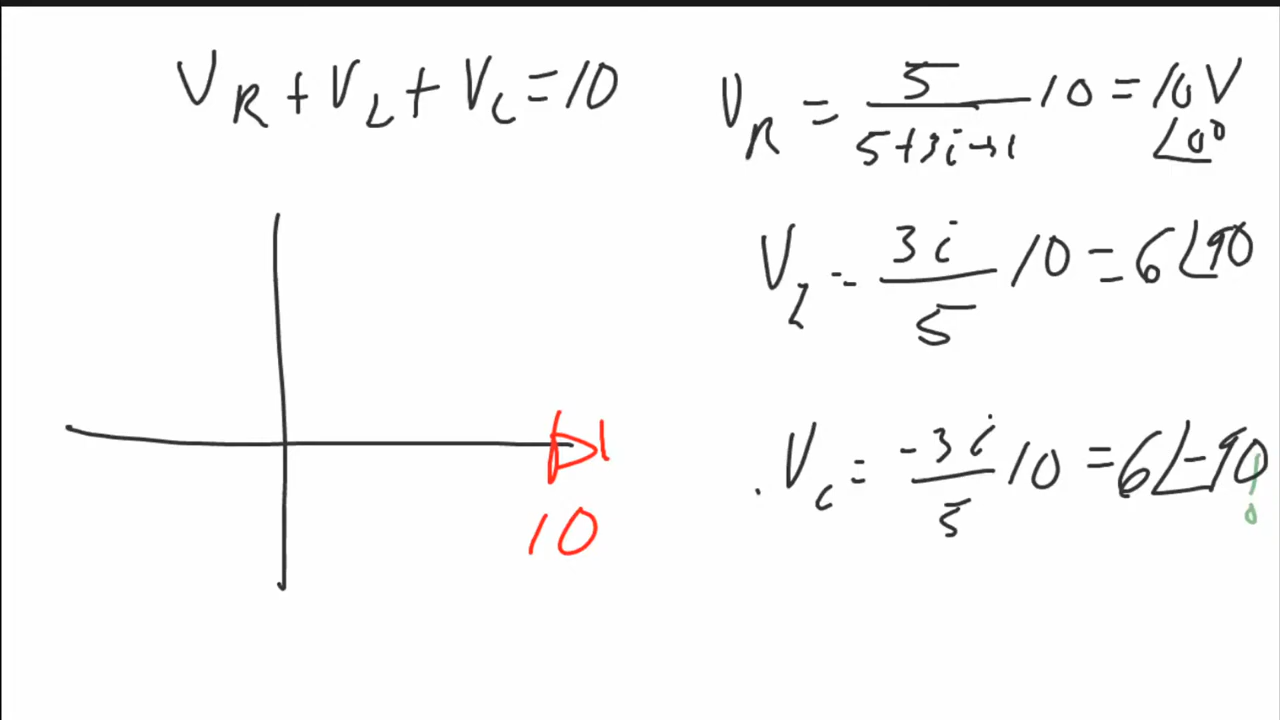 V_R + V_L + V_C = 10
V_R = 5/(5+3i-3i) 10 = 10 V ∠0°
V_L = 3i/5 10 = 6∠90
V_C = -3i/5 10 = 6∠-90
10